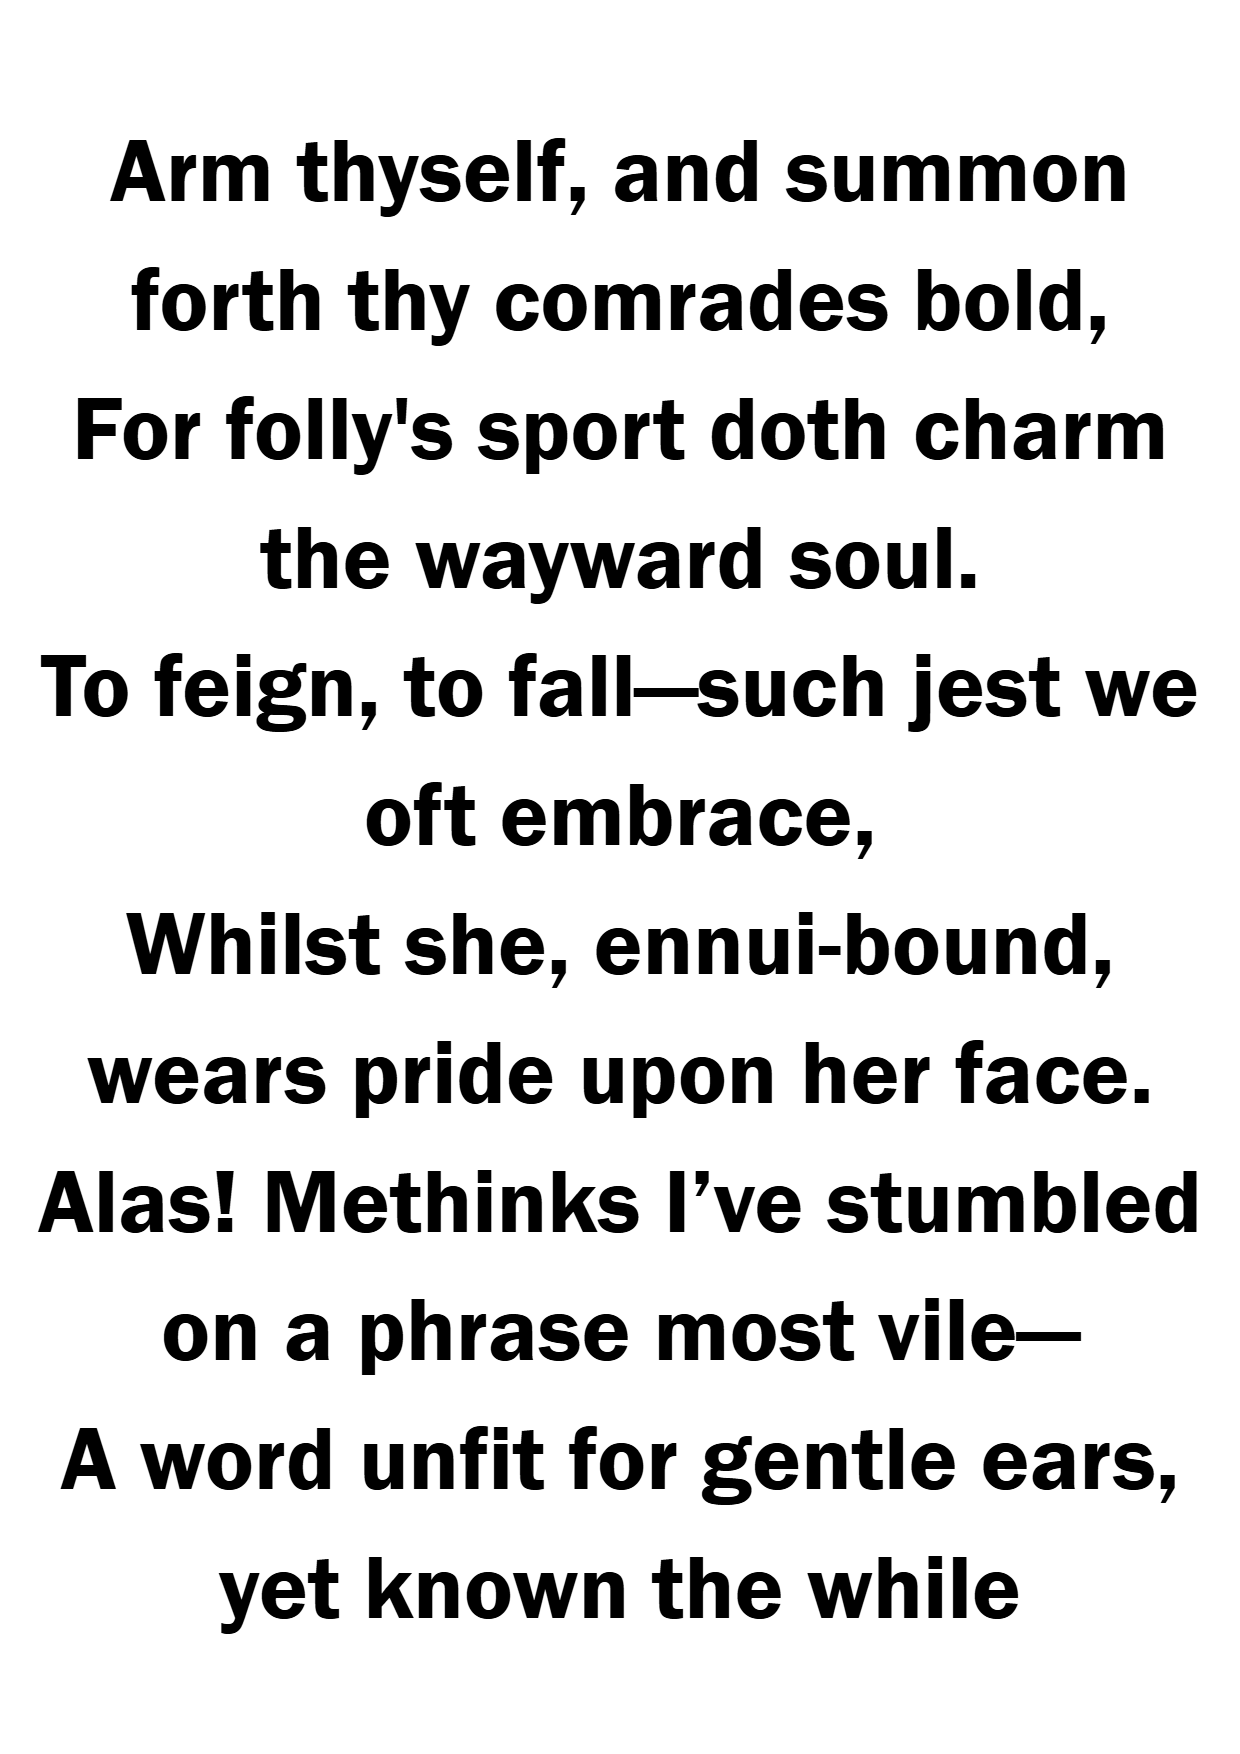 Arm thyself, and summon
forth thy comrades bold,
For folly's sport doth charm
the wayward soul.
To feign, to fall—such jest we
oft embrace,
Whilst she, ennui-bound,
wears pride upon her face.
Alas! Methinks I’ve stumbled
on a phrase most vile—
A word unfit for gentle ears,
yet known the while